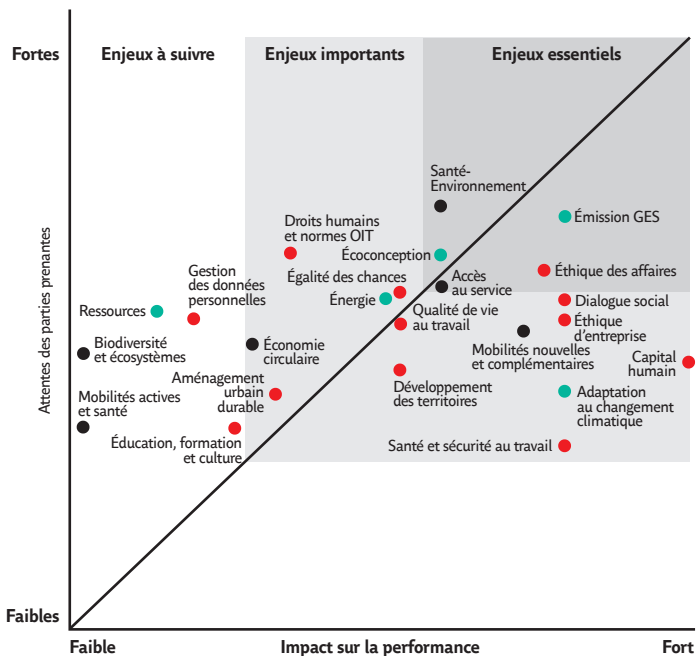 Fortes
Enjeux à suivre
Enjeux importants
Enjeux essentiels
Santé-
Environnement
Émission GES
Droits humains
et normes OIT
Écoconception
Gestion
des données
personnelles
Égalité des chances
Accès
au service
Éthique des affaires
Énergie
Ressources
Qualité de vie
au travail
Dialogue social
Éthique
d'entreprise
Biodiversité
et écosystèmes
Économie
circulaire
Mobilités nouvelles
et complémentaires
Capital
humain
Aménagement
urbain
durable
Mobilités actives
et santé
Développement
des territoires
Adaptation
au changement
climatique
Éducation, formation
et culture
Santé et sécurité au travail
Attentes des parties prenantes
Faibles
Faible
Impact sur la performance
Fort